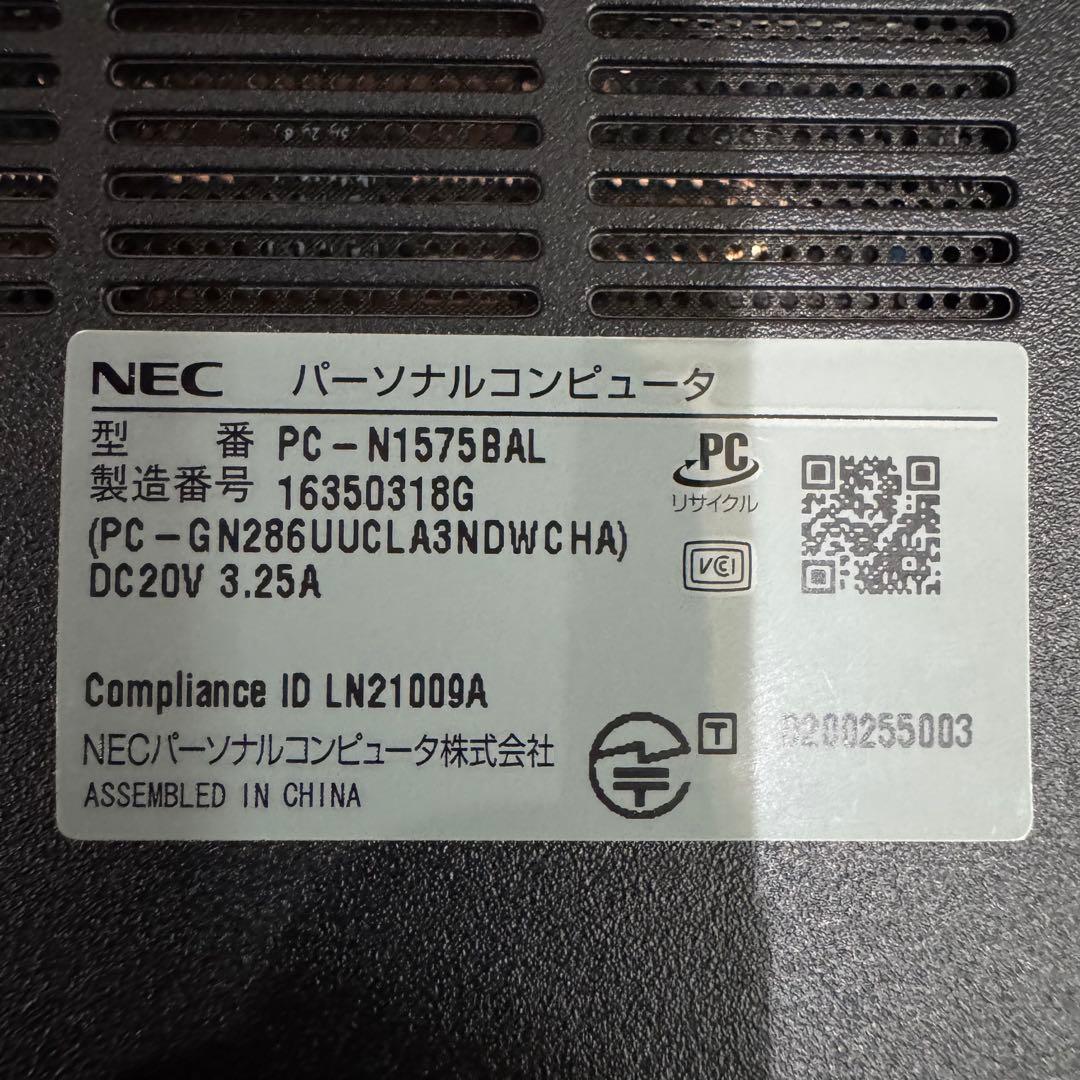 NEC パーソナルコンピュータ
型番 PC-N1575BAL
製造番号 16350318G
(PC-GN286UUCLA3NDWCHA)
DC20V 3.25A
PC
リサイクル
VCI
Compliance ID LN21009A
NECパーソナルコンピュータ株式会社
ASSEMBLED IN CHINA
T
D200255003